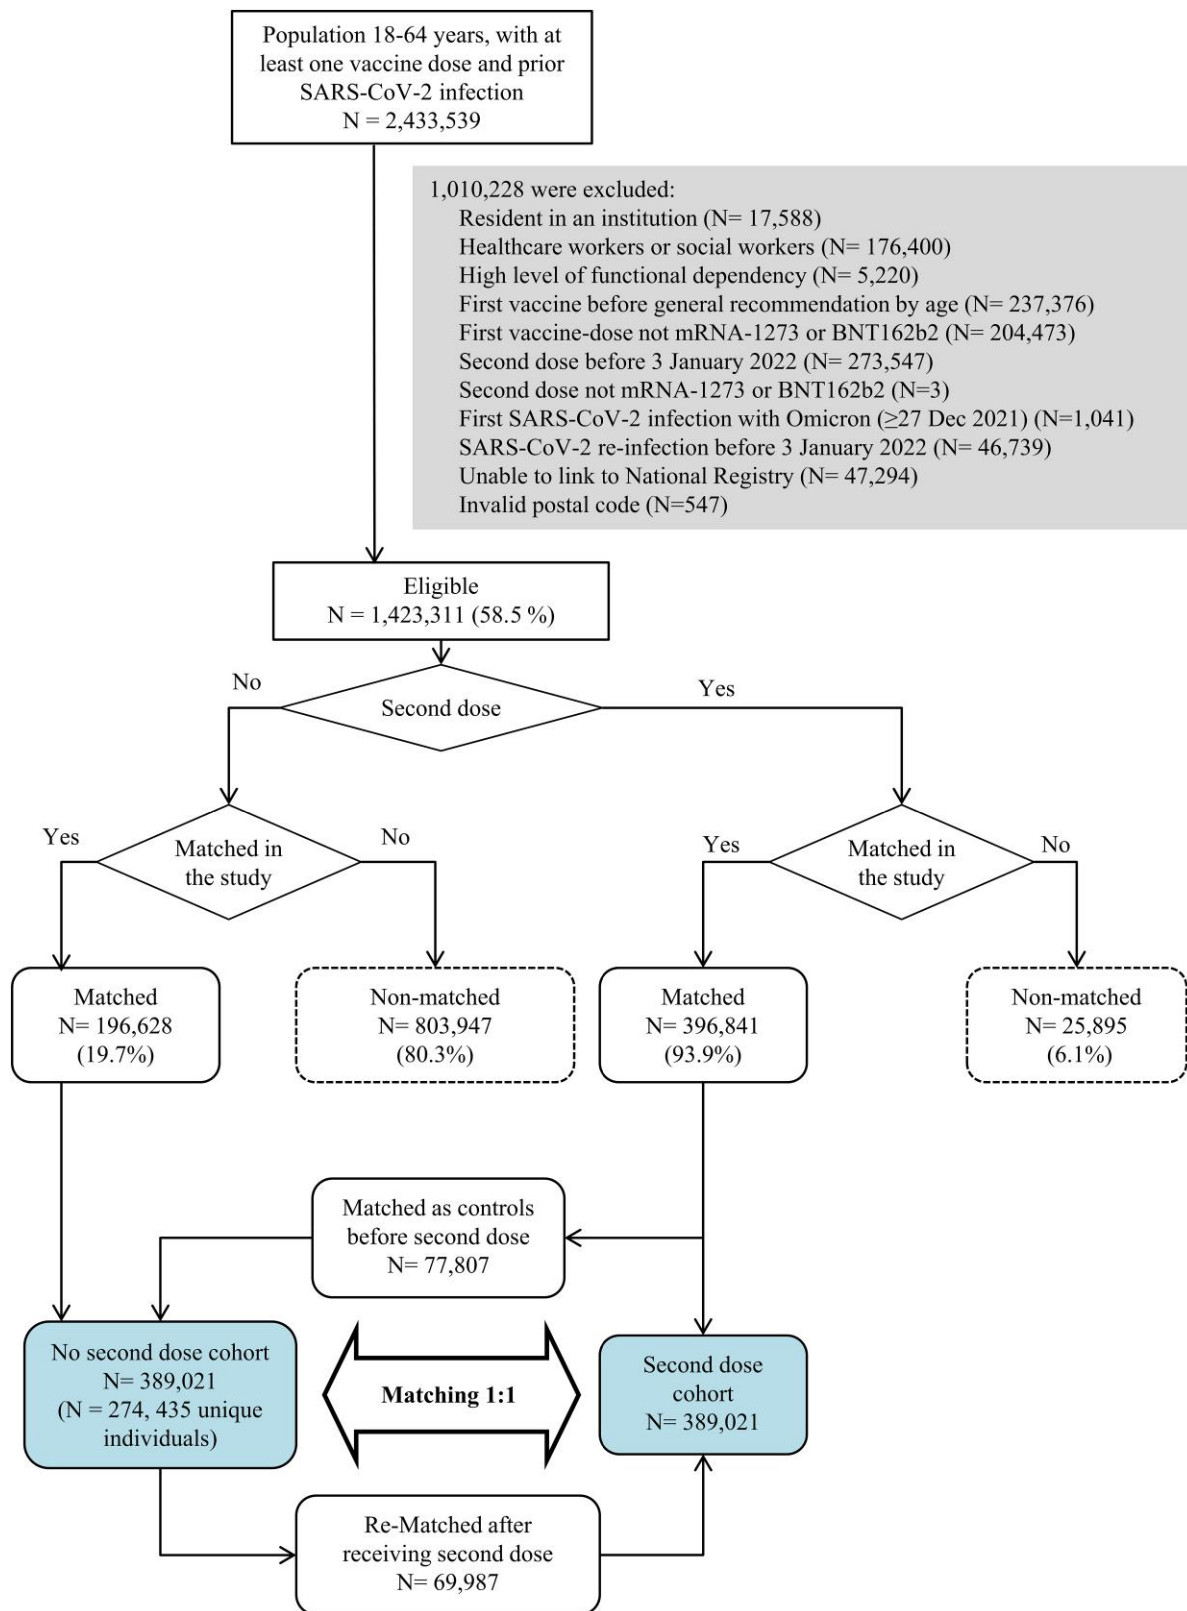 Population 18-64 years, with at
least one vaccine dose and prior
SARS-CoV-2 infection
N = 2,433,539
1,010,228 were excluded:
Resident in an institution (N= 17,588)
Healthcare workers or social workers (N= 176,400)
High level of functional dependency (N= 5,220)
First vaccine before general recommendation by age (N= 237,376)
First vaccine-dose not mRNA-1273 or BNT162b2 (N= 204,473)
Second dose before 3 January 2022 (N= 273,547)
Second dose not mRNA-1273 or BNT162b2 (N=3)
First SARS-CoV-2 infection with Omicron (≥27 Dec 2021) (N=1,041)
SARS-CoV-2 re-infection before 3 January 2022 (N= 46,739)
Unable to link to National Registry (N= 47,294)
Invalid postal code (N=547)
Eligible
N = 1,423,311 (58.5 %)
No
Second dose
Yes
Yes
Matched in
the study
No
Yes
Matched in
the study
No
Matched
N= 196,628
(19.7%)
Non-matched
N= 803,947
(80.3%)
Matched
N= 396,841
(93.9%)
Non-matched
N= 25,895
(6.1%)
Matched as controls
before second dose
N= 77,807
No second dose cohort
N= 389,021
(N = 274, 435 unique
individuals)
Matching 1:1
Second dose
cohort
N= 389,021
Re-Matched after
receiving second dose
N= 69,987